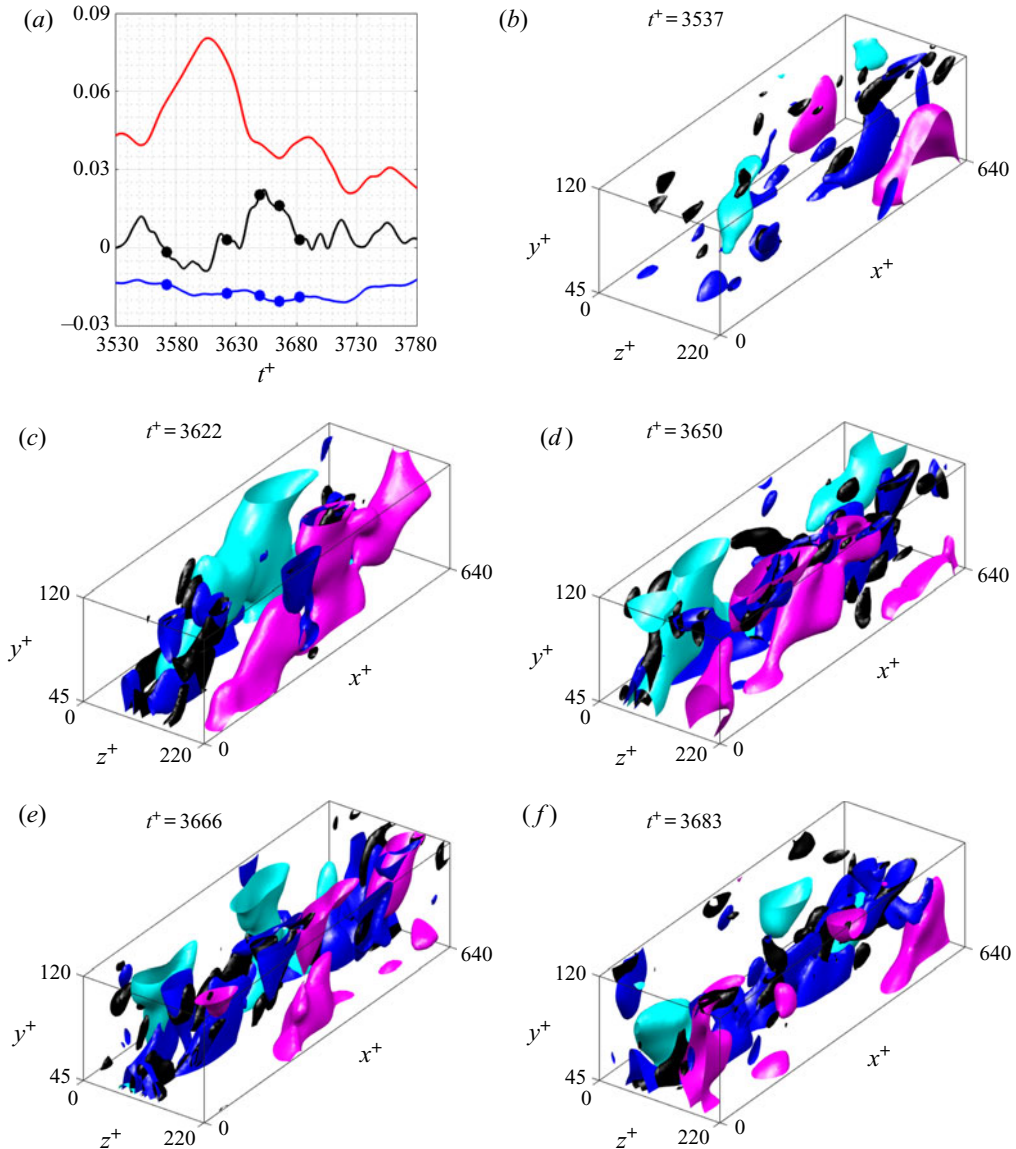 (a)
0.09
0.06
0.03
0
−0.03
3530 3580 3630 3680 3730 3780
t+
(b)
t+ = 3537
120
y+
45
0
z+
220
0
x+
640
(c)
t+ = 3622
120
y+
45
0
z+
220
0
x+
640
(d)
t+ = 3650
120
y+
45
0
z+
220
0
x+
640
(e)
t+ = 3666
120
y+
45
0
z+
220
0
x+
640
(f)
t+ = 3683
120
y+
45
0
z+
220
0
x+
640